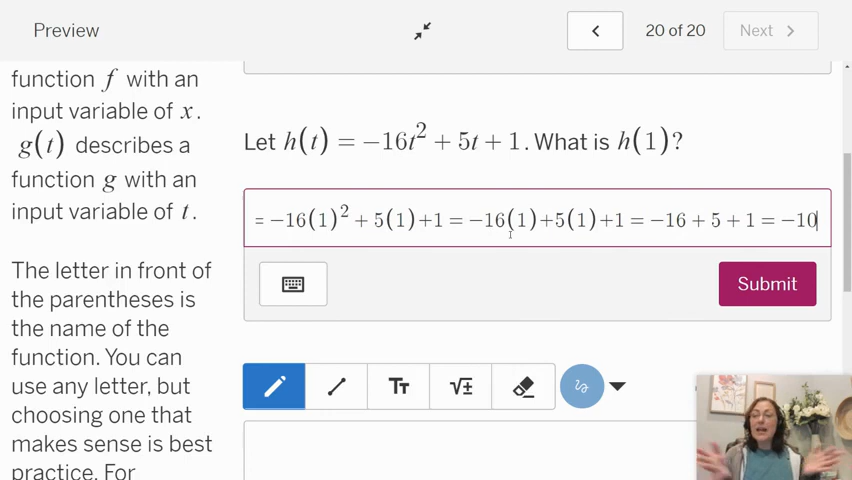 Preview
20 of 20
Next
function f with an
input variable of x.
g(t) describes a
function g with an
input variable of t.
The letter in front of
the parentheses is
the name of the
function. You can
use any letter, but
choosing one that
makes sense is best
practice. For
Let h(t) = −16t² + 5t + 1. What is h(1)?
= −16(1)² + 5(1) +1 = −16(1)+5(1) +1 = −16 + 5 + 1 = −10
Submit
TT
√±